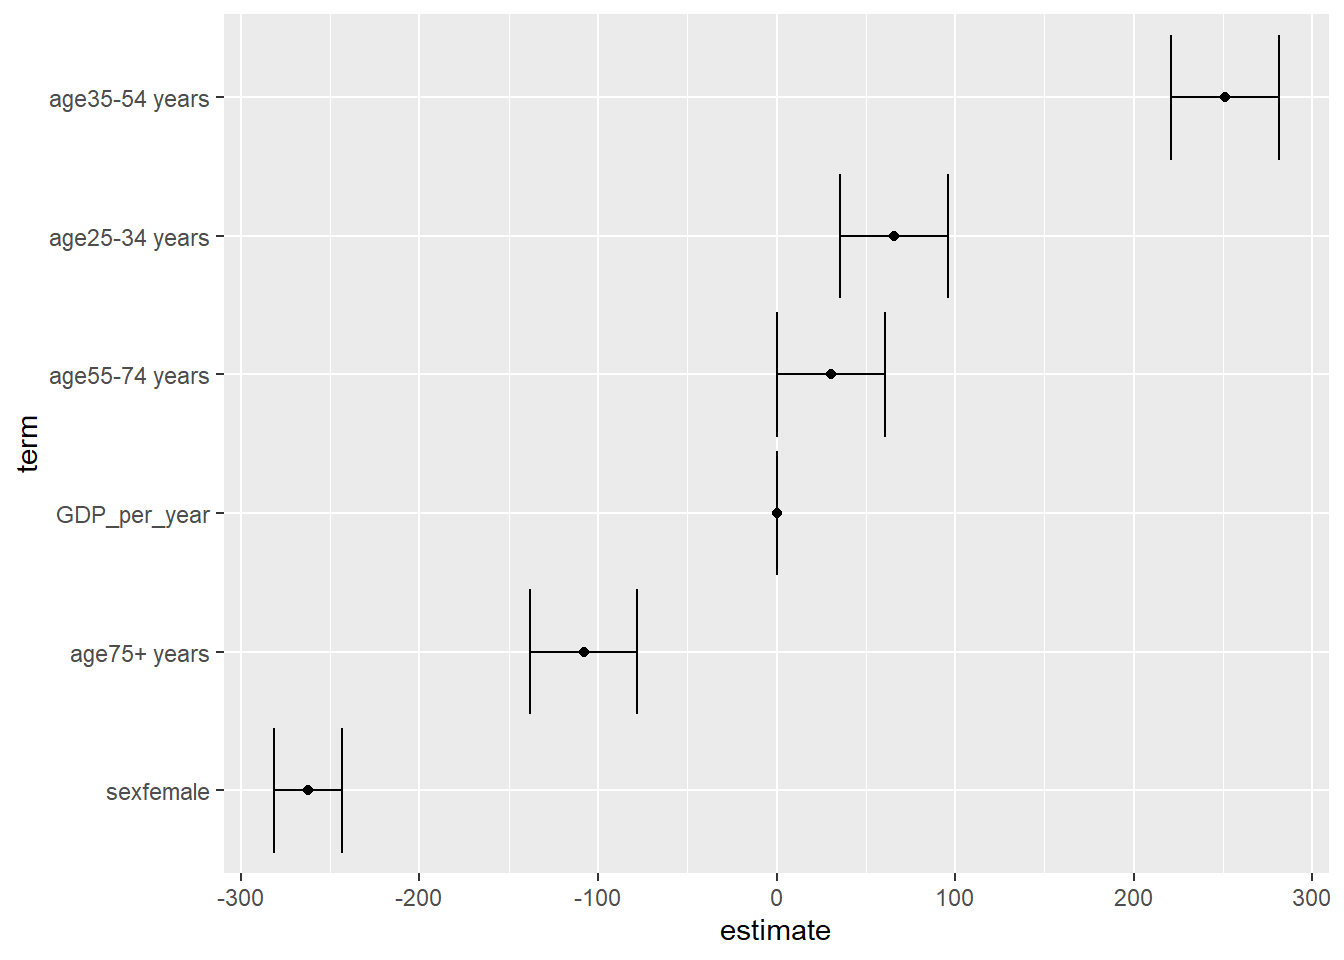 age35-54 years
age25-34 years
age55-74 years
GDP_per_year
age75+ years
sexfemale
term
-300 -200 -100 0 100 200 300
estimate